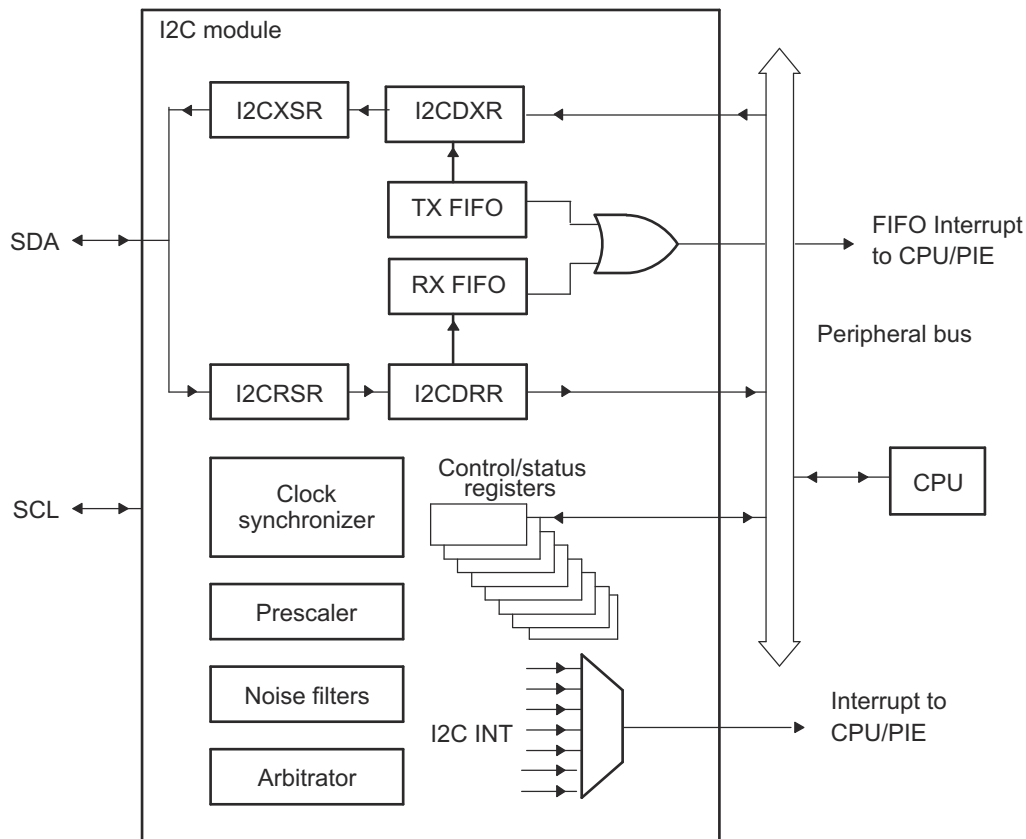 I2C module
I2CXSR
I2CDXR
TX FIFO
RX FIFO
SDA
FIFO Interrupt
to CPU/PIE
Peripheral bus
I2CRSR
I2CDRR
Control/status
registers
Clock
synchronizer
SCL
CPU
Prescaler
Noise filters
I2C INT
Interrupt to
CPU/PIE
Arbitrator